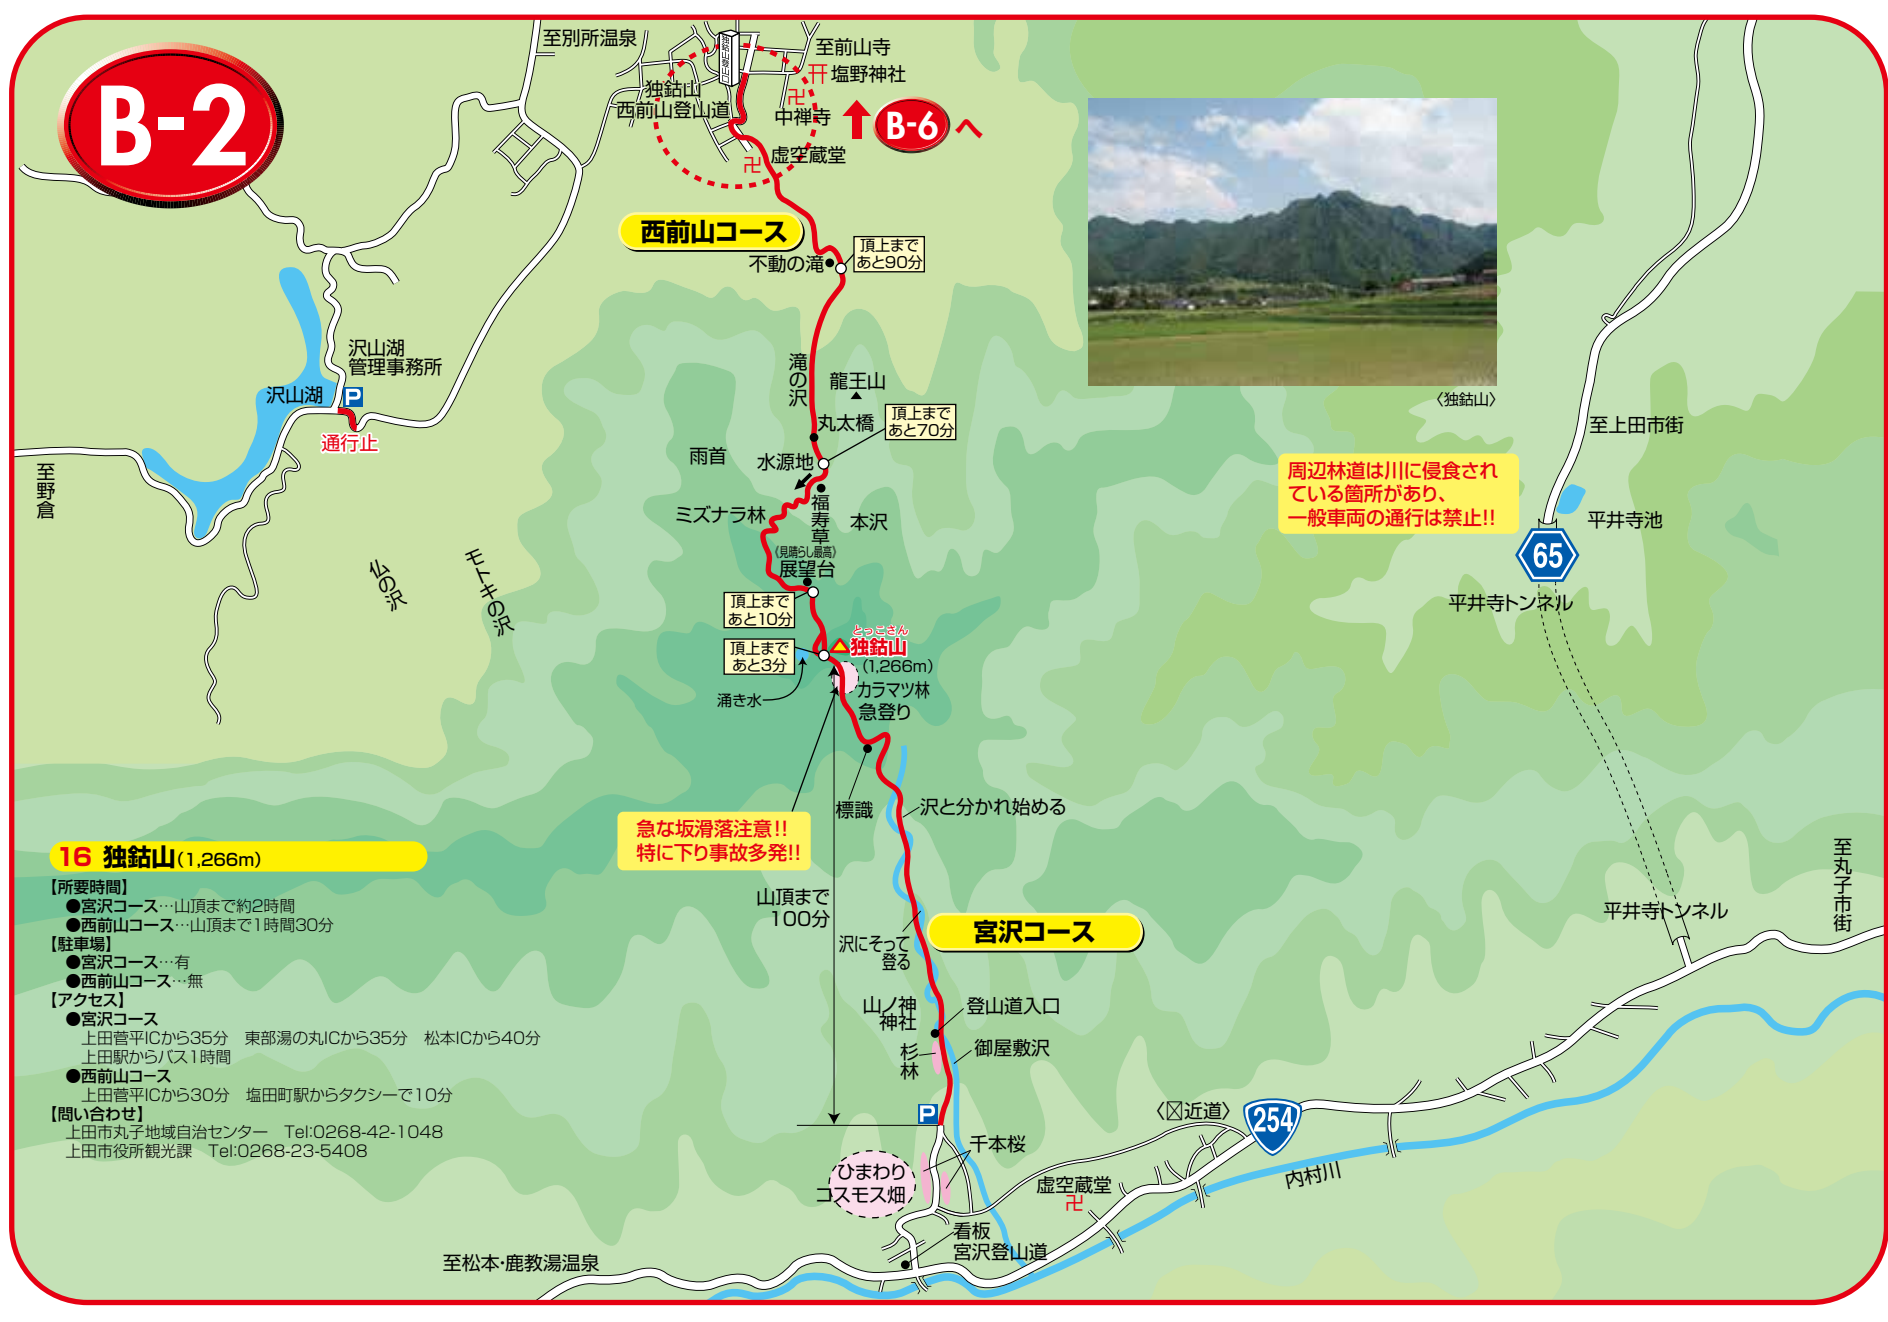 B-2
至別所温泉
独鈷山登山口
至前山寺
塩野神社
独鈷山
西前山登山道
中禅寺
B-6 へ
虚空蔵堂
西前山コース
不動の滝
頂上まで
あと90分
〈独鈷山〉
沢山湖
管理事務所
沢山湖
P
通行止
至野倉
滝の沢
龍王山
丸太橋
頂上まで
あと70分
雨首
水源地
福寿草
ミズナラ林
本沢
〈見晴らし最高〉
展望台
仏の沢
モトキの沢
頂上まで
あと10分
頂上まで
あと3分
とっこさん
独鈷山
(1,266m)
カラマツ林
急登り
湧き水
標識
沢と分かれ始める
急な坂滑落注意!!
特に下り事故多発!!
山頂まで
100分
至上田市街
周辺林道は川に侵食され
ている箇所があり、
一般車両の通行は禁止!!
平井寺池
65
平井寺トンネル
平井寺トンネル
至丸子市街
宮沢コース
沢にそって
登る
山ノ神
神社
登山道入口
杉林
御屋敷沢
P
千本桜
ひまわり
コスモス畑
〈近道〉
254
虚空蔵堂
内村川
看板
宮沢登山道
至松本・鹿教湯温泉
16 独鈷山(1,266m)
【所要時間】
●宮沢コース…山頂まで約2時間
●西前山コース…山頂まで1時間30分
【駐車場】
●宮沢コース…有
●西前山コース…無
【アクセス】
●宮沢コース
上田菅平ICから35分 東部湯の丸ICから35分 松本ICから40分
上田駅からバス1時間
●西前山コース
上田菅平ICから30分 塩田町駅からタクシーで10分
【問い合わせ】
上田市丸子地域自治センター Tel:0268-42-1048
上田市役所観光課 Tel:0268-23-5408